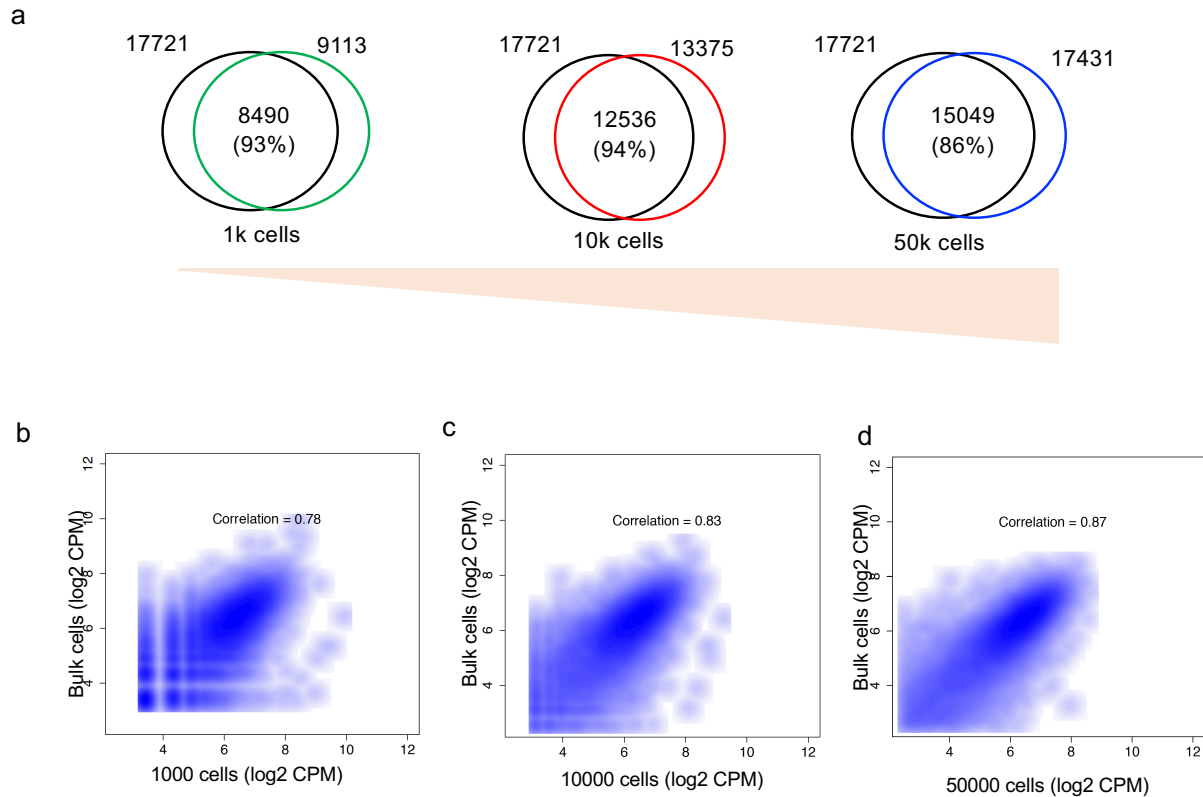 a
17721 9113
8490
(93%)
1k cells
17721 13375
12536
(94%)
10k cells
17721 17431
15049
(86%)
50k cells
b
Bulk cells (log2 CPM)
12
10
8
6
4
Correlation = 0.78
4 6 8 10 12
1000 cells (log2 CPM)
c
Bulk cells (log2 CPM)
12
10
8
6
4
Correlation = 0.83
4 6 8 10 12
10000 cells (log2 CPM)
d
Bulk cells (log2 CPM)
12
10
8
6
4
Correlation = 0.87
4 6 8 10 12
50000 cells (log2 CPM)